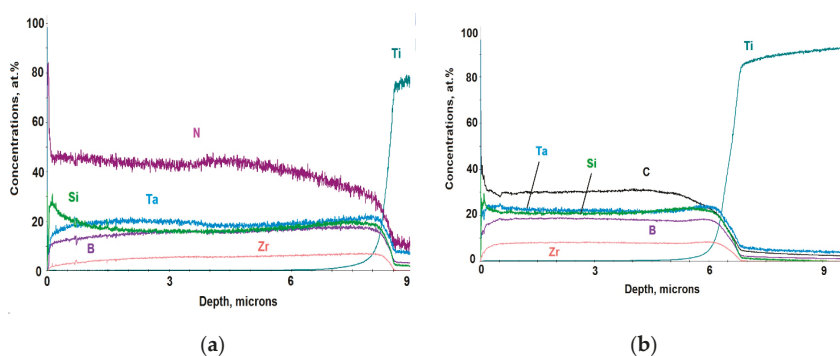 Concentrations, at.%
100
80
60
40
20
0
N
Si
Ta
B
Zr
Ti
0
3
6
9
Depth, microns
(a)
Concentrations, at.%
100
80
60
40
20
0
Ti
Ta
Si
C
B
Zr
0
3
6
9
Depth, microns
(b)